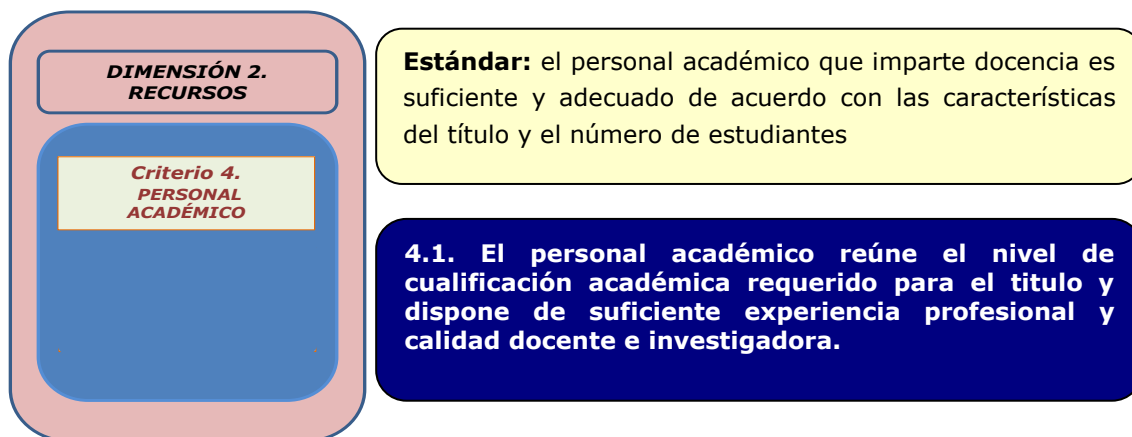 DIMENSIÓN 2.
RECURSOS
Criterio 4.
PERSONAL
ACADÉMICO
Estándar: el personal académico que imparte docencia es
suficiente y adecuado de acuerdo con las características
del título y el número de estudiantes
4.1. El personal académico reúne el nivel de
cualificación académica requerido para el titulo y
dispone de suficiente experiencia profesional y
calidad docente e investigadora.